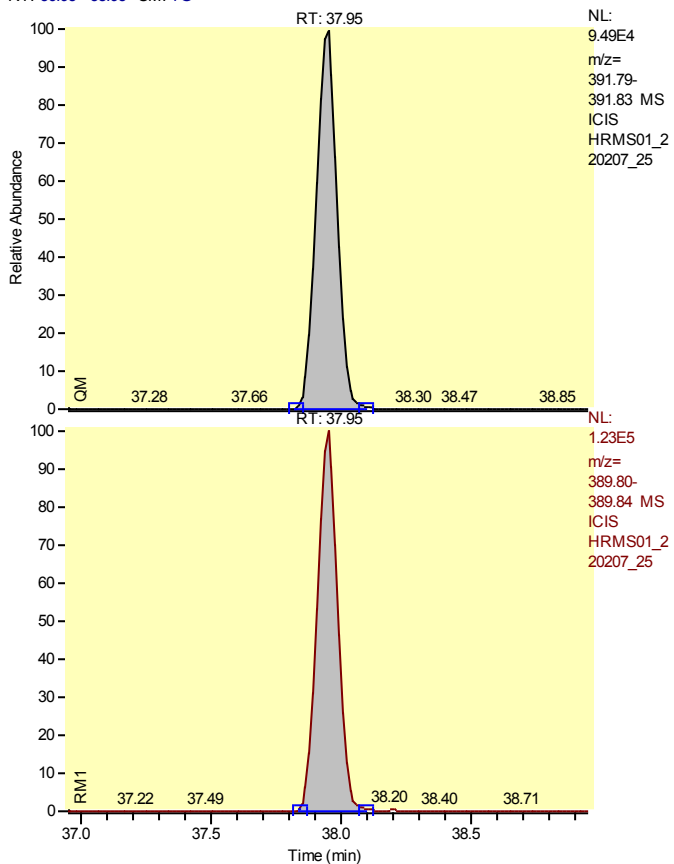 RT: 37.95
NL:
9.49E4
m/z=
391.79-
391.83 MS
ICIS
HRMS01_2
20207_25
100
90
80
70
60
50
40
30
20
10
0
Relative Abundance
QM
37.28 37.66 38.30 38.47 38.85
RT: 37.95
NL:
1.23E5
m/z=
389.80-
389.84 MS
ICIS
HRMS01_2
20207_25
100
90
80
70
60
50
40
30
20
10
0
RM1
37.22 37.49 38.20 38.40 38.71
37.0 37.5 38.0 38.5
Time (min)